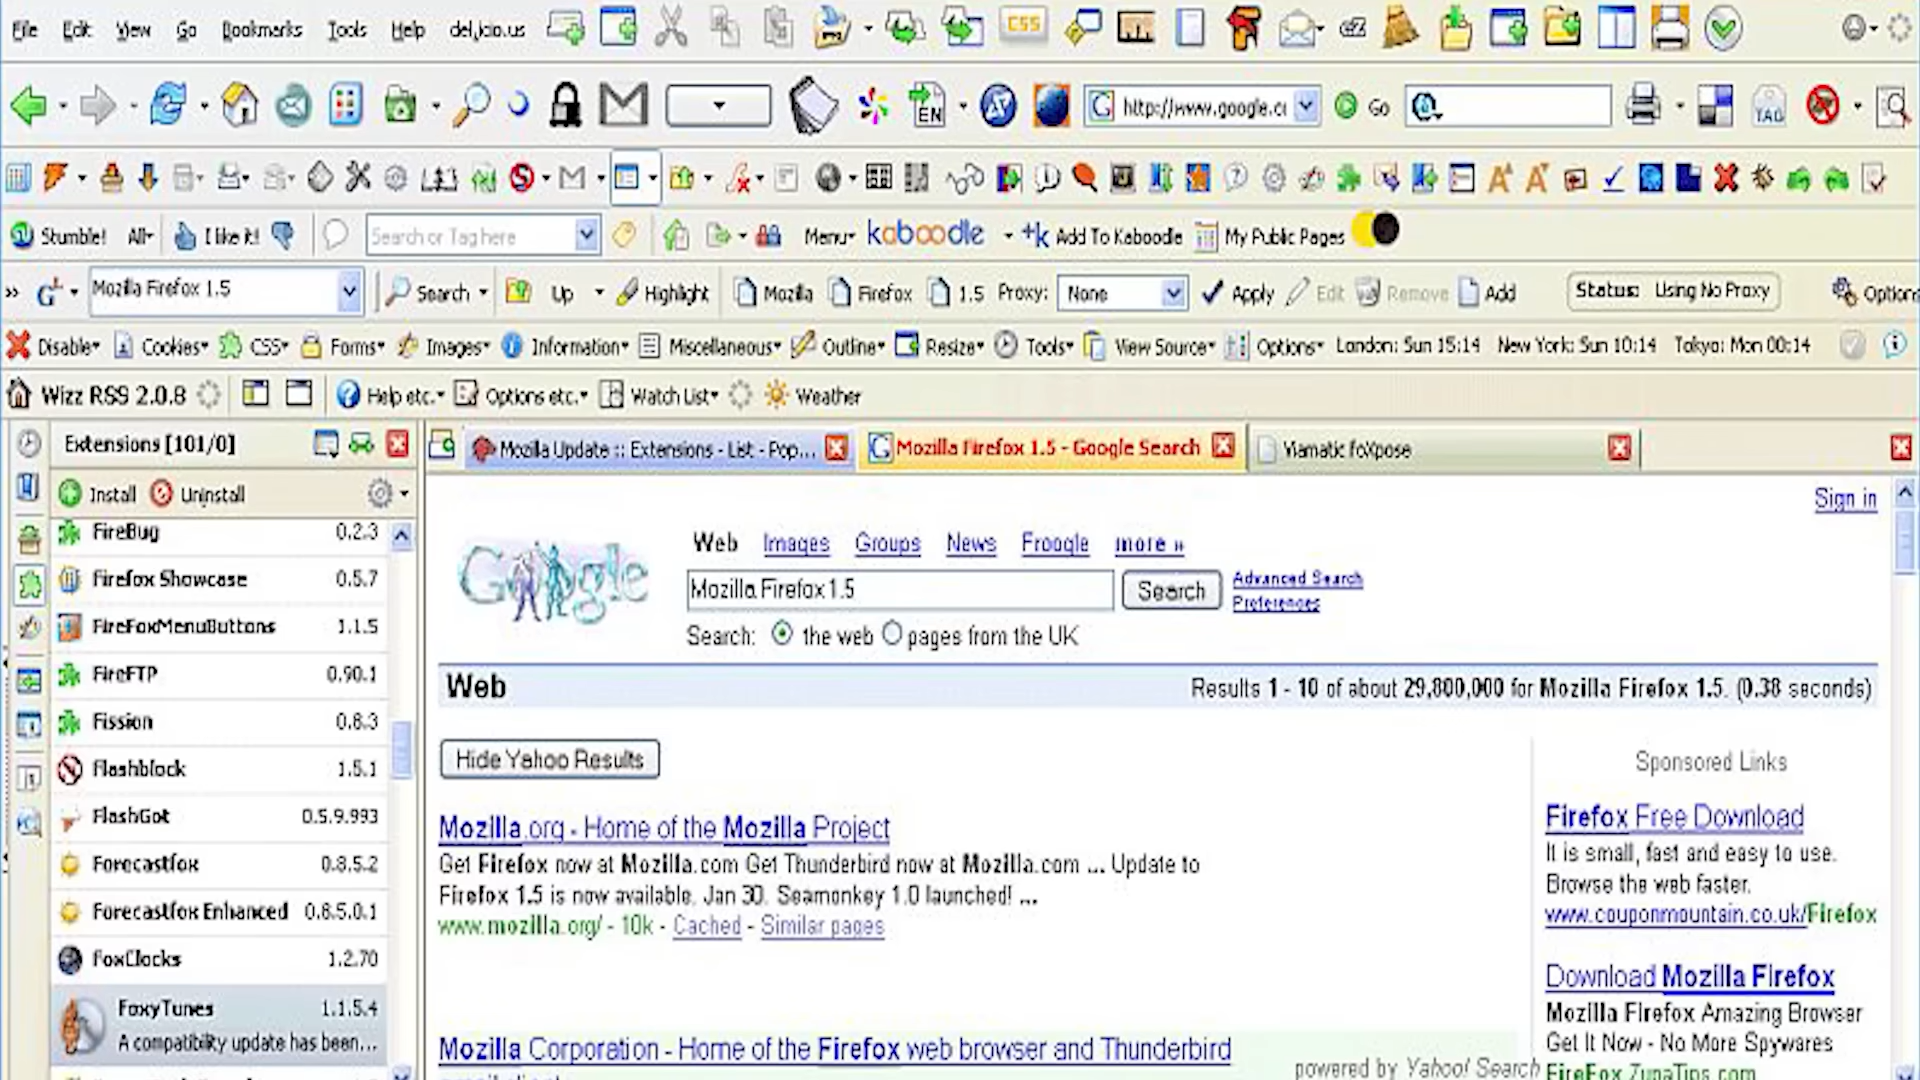 File Edit View Go Bookmarks Tools Help del.icio.us CSS
EN http://www.google.co Go TAG
Stumble! All I like it! Search or Tag here Menu kaboodle +k Add To Kaboodle My Public Pages
» G Mozilla Firefox 1.5 Search Up Highlight Mozilla Firefox 1.5 Proxy: None Apply Edit Remove Add Status: Using No Proxy Options
Disable Cookies CSS Forms Images Information Miscellaneous Outline Resize Tools View Source Options London: Sun 15:14 New York: Sun 10:14 Tokyo: Mon 00:14
Wizz RSS 2.0.8 Help etc. Options etc. Watch List Weather
Extensions [101/0]
Install Uninstall
FireBug 0.2.3
Firefox Showcase 0.5.7
FireFoxMenuButtons 1.1.5
FireFTP 0.90.1
Fission 0.8.3
Flashblock 1.5.1
FlashGot 0.5.9.993
Forecastfox 0.8.5.2
Forecastfox Enhanced 0.8.5.0.1
FoxClocks 1.2.70
FoxyTunes 1.1.5.4
A compatibility update has been...
Mozilla Update :: Extensions - List - Pop... Mozilla Firefox 1.5 - Google Search Viamatic foXpose
Sign in
Google
Web Images Groups News Froogle more »
Mozilla Firefox 1.5 Search Advanced Search
Preferences
Search: the web pages from the UK
Web Results 1 - 10 of about 29,800,000 for Mozilla Firefox 1.5. (0.38 seconds)
Hide Yahoo Results
Mozilla.org - Home of the Mozilla Project
Get Firefox now at Mozilla.com Get Thunderbird now at Mozilla.com ... Update to
Firefox 1.5 is now available. Jan 30. Seamonkey 1.0 launched! ...
www.mozilla.org/ - 10k - Cached - Similar pages
Mozilla Corporation - Home of the Firefox web browser and Thunderbird
powered by Yahoo! Search
Sponsored Links
Firefox Free Download
It is small, fast and easy to use.
Browse the web faster.
www.couponmountain.co.uk/Firefox
Download Mozilla Firefox
Mozilla Firefox Amazing Browser
Get It Now - No More Spywares
FireFox.ZupaTips.com